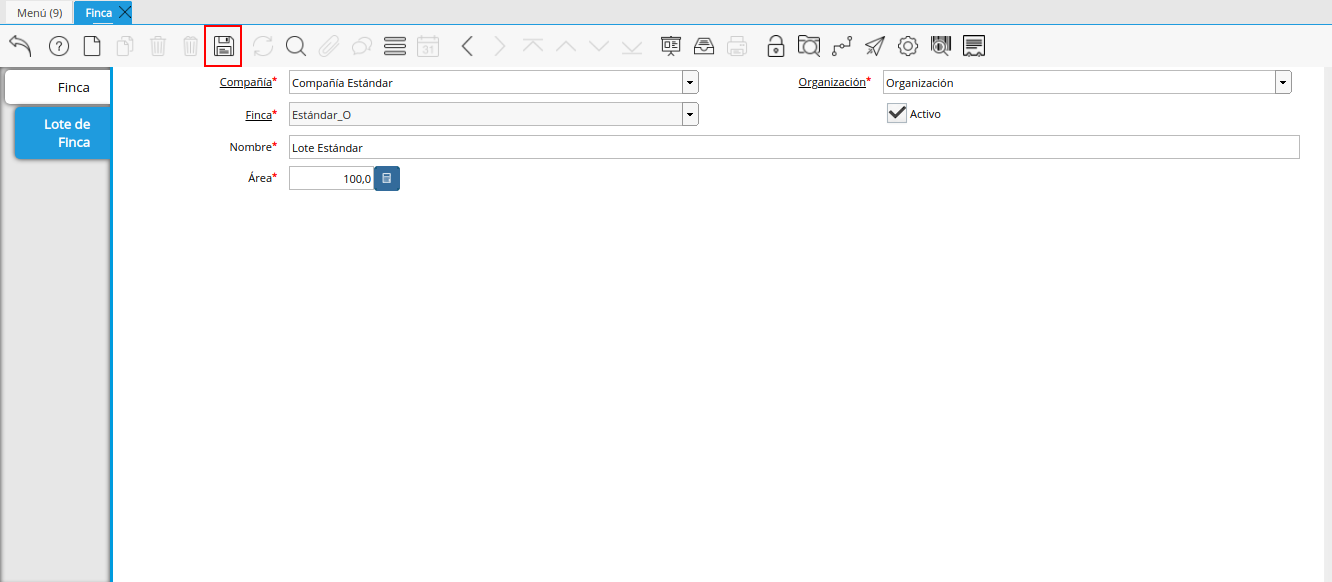 Menú (9) Finca
31
Finca
Lote de
Finca
Compañía* Compañía Estándar Organización* Organización
Finca* Estándar_O Activo
Nombre* Lote Estándar
Área* 100,0